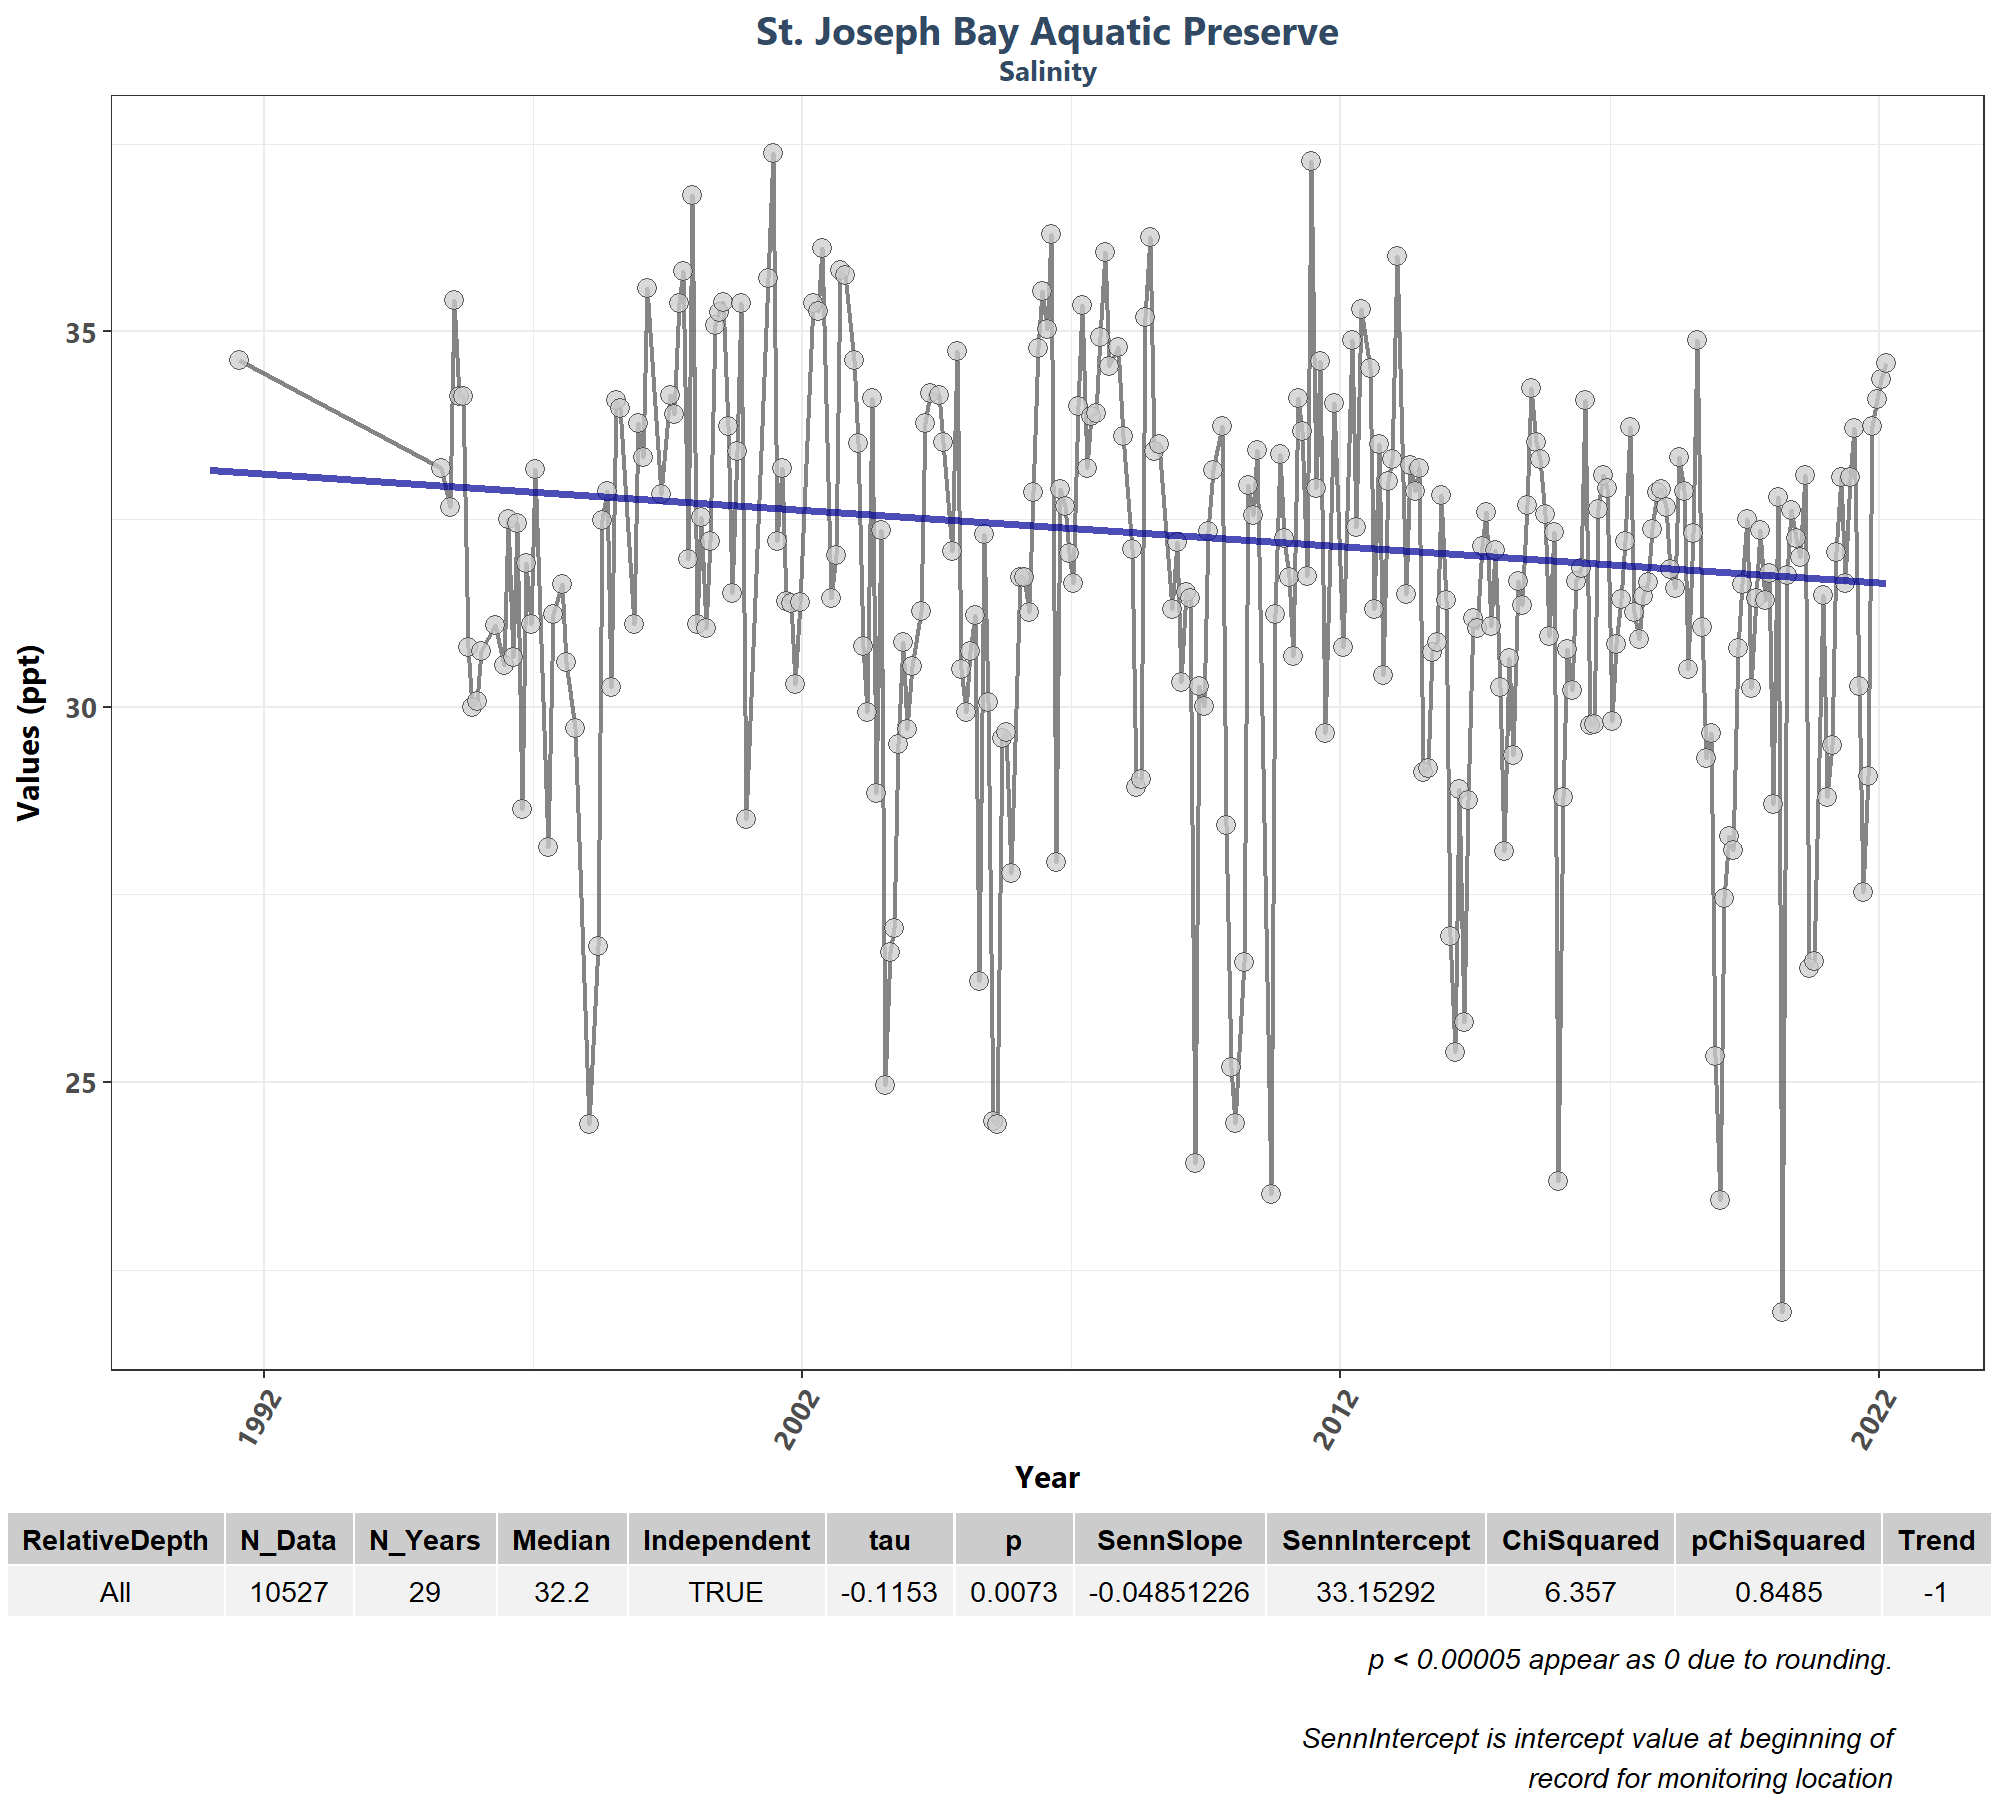 St. Joseph Bay Aquatic Preserve
Salinity
Values (ppt)
35
30
25
1992
2002
2012
2022
Year
RelativeDepth N_Data N_Years Median Independent tau p SennSlope SennIntercept ChiSquared pChiSquared Trend
All 10527 29 32.2 TRUE -0.1153 0.0073 -0.04851226 33.15292 6.357 0.8485 -1
p < 0.00005 appear as 0 due to rounding.
SennIntercept is intercept value at beginning of
record for monitoring location